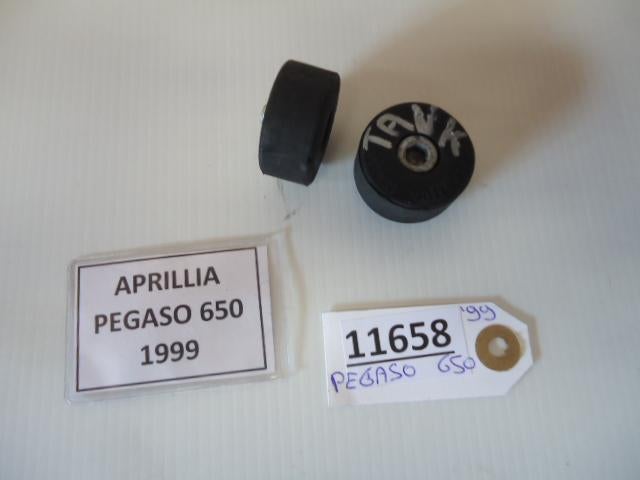 TANK
APRILLIA
PEGASO 650
1999
'99
11658
PEGASO 650